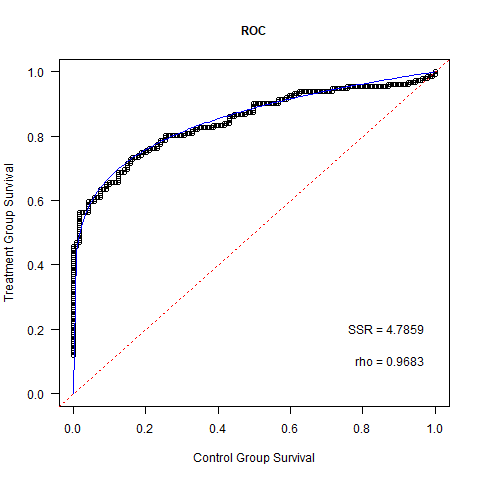 ROC
Treatment Group Survival
1.0
0.8
0.6
0.4
0.2
0.0
SSR = 4.7859
rho = 0.9683
0.0 0.2 0.4 0.6 0.8 1.0
Control Group Survival